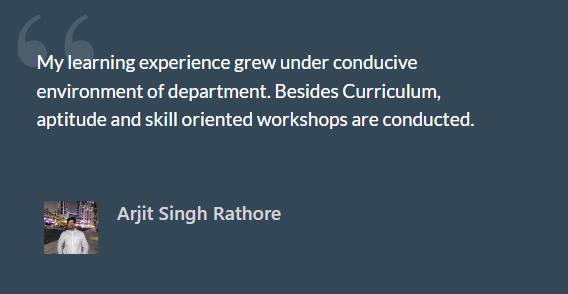 My learning experience grew under conducive
environment of department. Besides Curriculum,
aptitude and skill oriented workshops are conducted.
Arjit Singh Rathore